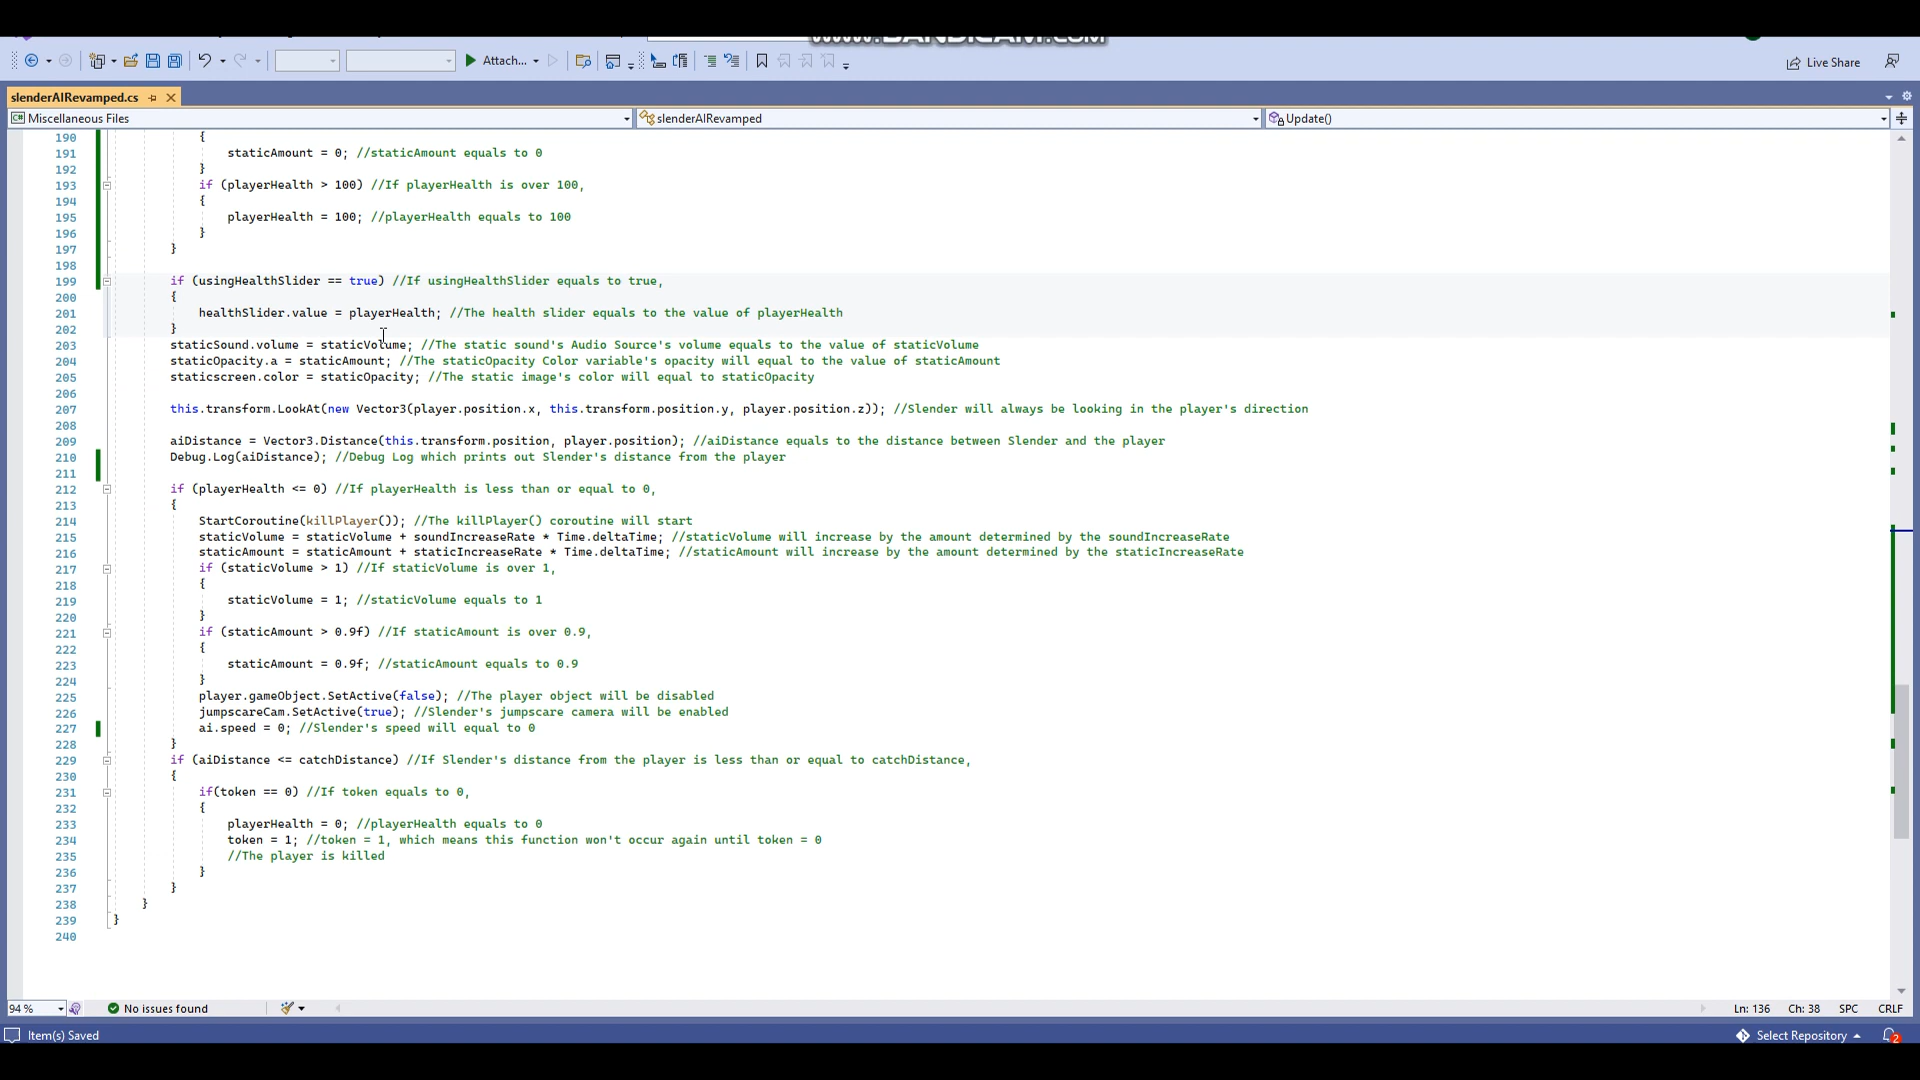 www.BANDICAM.com
Attach...
Live Share
slenderAIRevamped.cs
Miscellaneous Files
slenderAIRevamped
Update()
190 {
191 staticAmount = 0; //staticAmount equals to 0
192 }
193 if (playerHealth > 100) //If playerHealth is over 100,
194 {
195 playerHealth = 100; //playerHealth equals to 100
196 }
197 }
198
199 if (usingHealthSlider == true) //If usingHealthSlider equals to true,
200 {
201 healthSlider.value = playerHealth; //The health slider equals to the value of playerHealth
202 }
203 staticSound.volume = staticVolume; //The static sound's Audio Source's volume equals to the value of staticVolume
204 staticOpacity.a = staticAmount; //The staticOpacity Color variable's opacity will equal to the value of staticAmount
205 staticscreen.color = staticOpacity; //The static image's color will equal to staticOpacity
206
207 this.transform.LookAt(new Vector3(player.position.x, this.transform.position.y, player.position.z)); //Slender will always be looking in the player's direction
208
209 aiDistance = Vector3.Distance(this.transform.position, player.position); //aiDistance equals to the distance between Slender and the player
210 Debug.Log(aiDistance); //Debug Log which prints out Slender's distance from the player
211
212 if (playerHealth <= 0) //If playerHealth is less than or equal to 0,
213 {
214 StartCoroutine(killPlayer()); //The killPlayer() coroutine will start
215 staticVolume = staticVolume + soundIncreaseRate * Time.deltaTime; //staticVolume will increase by the amount determined by the soundIncreaseRate
216 staticAmount = staticAmount + staticIncreaseRate * Time.deltaTime; //staticAmount will increase by the amount determined by the staticIncreaseRate
217 if (staticVolume > 1) //If staticVolume is over 1,
218 {
219 staticVolume = 1; //staticVolume equals to 1
220 }
221 if (staticAmount > 0.9f) //If staticAmount is over 0.9,
222 {
223 staticAmount = 0.9f; //staticAmount equals to 0.9
224 }
225 player.gameObject.SetActive(false); //The player object will be disabled
226 jumpscareCam.SetActive(true); //Slender's jumpscare camera will be enabled
227 ai.speed = 0; //Slender's speed will equal to 0
228 }
229 if (aiDistance <= catchDistance) //If Slender's distance from the player is less than or equal to catchDistance,
230 {
231 if(token == 0) //If token equals to 0,
232 {
233 playerHealth = 0; //playerHealth equals to 0
234 token = 1; //token = 1, which means this function won't occur again until token = 0
235 //The player is killed
236 }
237 }
238 }
239 }
240
94 %
No issues found
Ln: 136 Ch: 38 SPC CRLF
Item(s) Saved
Select Repository
2